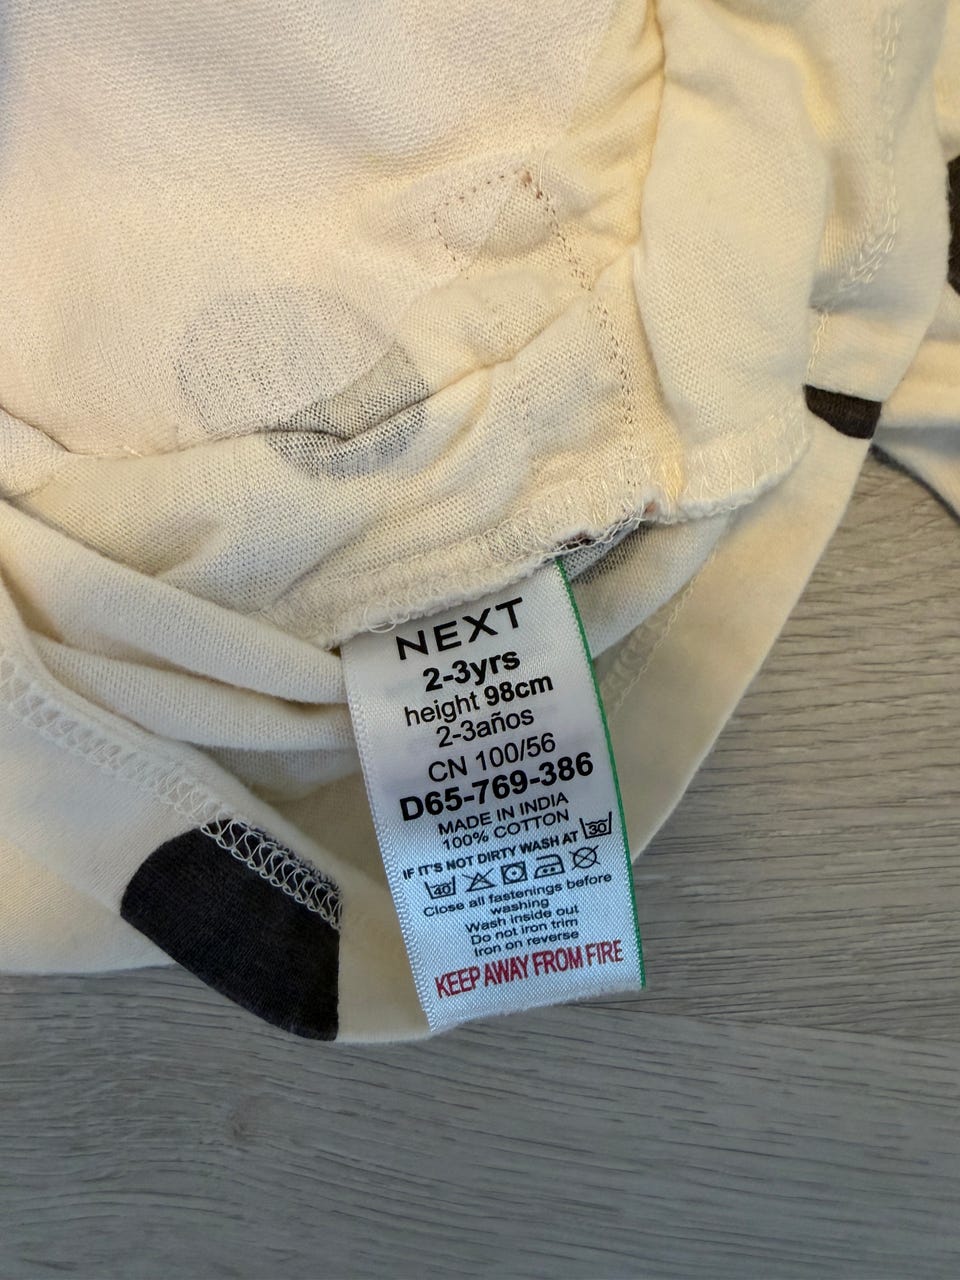 NEXT
2-3yrs
height 98cm
2-3años
CN 100/56
D65-769-386
MADE IN INDIA
100% COTTON
IF IT'S NOT DIRTY WASH AT 30
40
Close all fastenings before
washing
Wash inside out
Do not iron trim
Iron on reverse
KEEP AWAY FROM FIRE